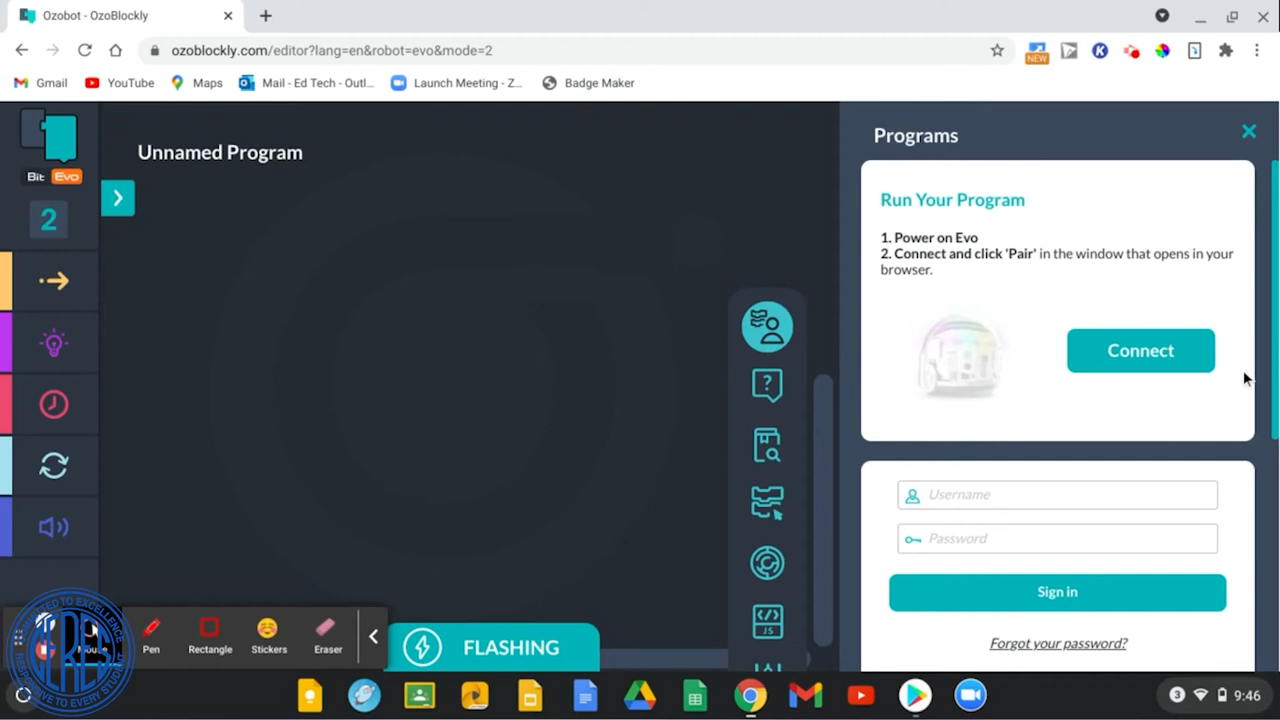 Ozobot - OzoBlockly
ozoblockly.com/editor?lang=en&robot=evo&mode=2
NEW
K
Gmail
YouTube
Maps
Mail - Ed Tech - Outl...
Launch Meeting - Z...
Badge Maker
Bit Evo
2
Unnamed Program
Programs
Run Your Program
1. Power on Evo
2. Connect and click 'Pair' in the window that opens in your
browser.
Connect
?
JS
Username
Password
Sign in
Forgot your password?
FLASHING
Pen
Rectangle
Stickers
Eraser
3
9:46